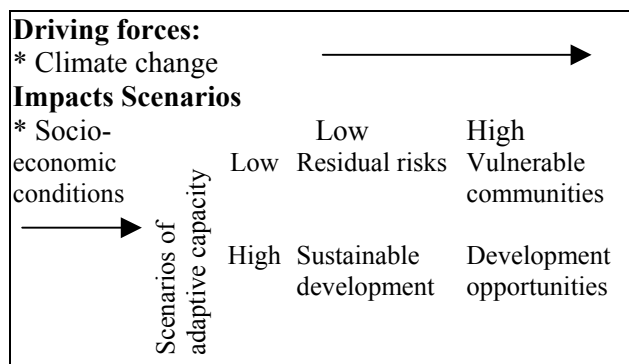 Driving forces:
* Climate change
Impacts Scenarios
* Socio-
economic
conditions
Scenarios of
adaptive capacity
Low High
Low Residual risks Vulnerable
communities
High Sustainable Development
development opportunities